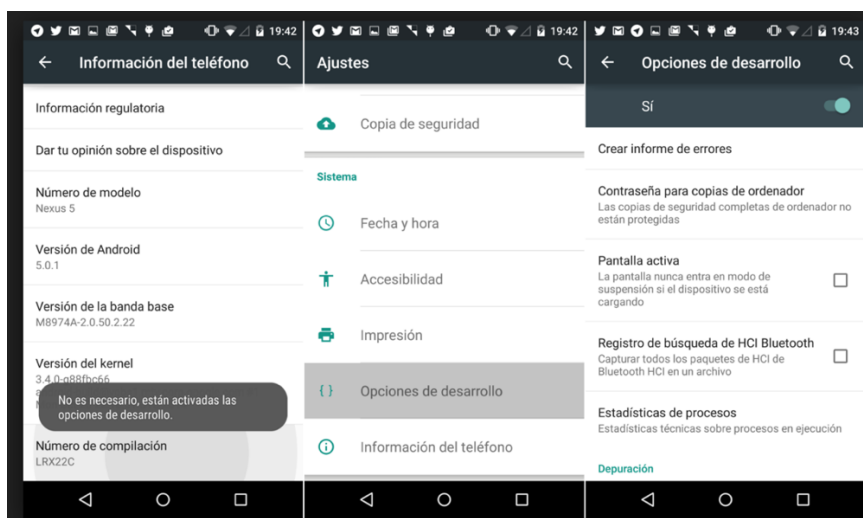 19:42
Información del teléfono
Información regulatoria
Dar tu opinión sobre el dispositivo
Número de modelo
Nexus 5
Versión de Android
5.0.1
Versión de la banda base
M8974A-2.0.50.2.22
Versión del kernel
3.4.0-g88fbc66
No es necesario, están activadas las
opciones de desarrollo.
Número de compilación
LRX22C
19:42
Ajustes
Copia de seguridad
Sistema
Fecha y hora
Accesibilidad
Impresión
{ } Opciones de desarrollo
Información del teléfono
19:43
Opciones de desarrollo
Sí
Crear informe de errores
Contraseña para copias de ordenador
Las copias de seguridad completas de ordenador no
están protegidas
Pantalla activa
La pantalla nunca entra en modo de
suspensión si el dispositivo se está
cargando
Registro de búsqueda de HCI Bluetooth
Capturar todos los paquetes de HCI de
Bluetooth HCI en un archivo
Estadísticas de procesos
Estadísticas técnicas sobre procesos en ejecución
Depuración